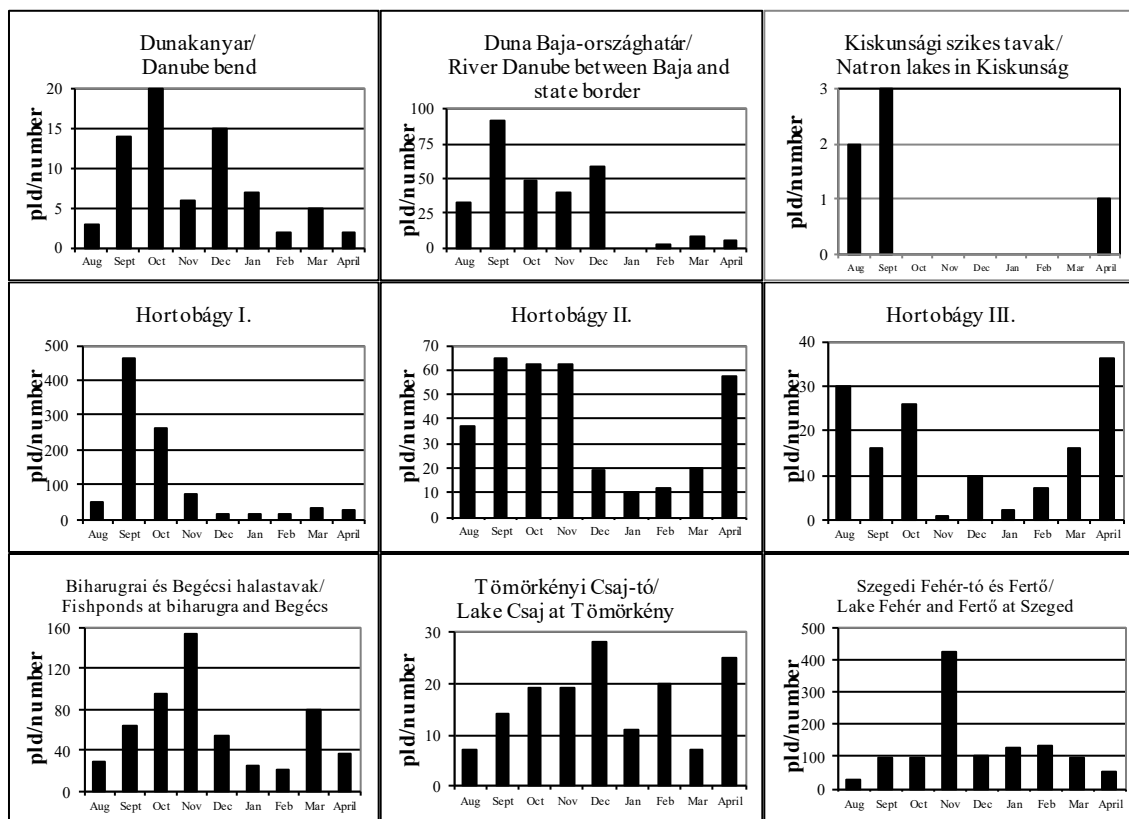 Dunakanyar/
Danube bend
pld/number
20
15
10
5
0
Aug Sept Oct Nov Dec Jan Feb Mar April
Duna Baja-országhatár/
River Danube between Baja and
state border
pld/number
100
75
50
25
0
Aug Sept Oct Nov Dec Jan Feb Mar April
Kiskunsági szikes tavak/
Natron lakes in Kiskunság
pld/number
3
2
1
0
Aug Sept Oct Nov Dec Jan Feb Mar April
Hortobágy I.
pld/number
500
400
300
200
100
0
Aug Sept Oct Nov Dec Jan Feb Mar April
Hortobágy II.
pld/number
70
60
50
40
30
20
10
0
Aug Sept Oct Nov Dec Jan Feb Mar April
Hortobágy III.
pld/number
40
30
20
10
0
Aug Sept Oct Nov Dec Jan Feb Mar April
Biharugrai és Begécsi halastavak/
Fishponds at biharugra and Begécs
pld/number
160
120
80
40
0
Aug Sept Oct Nov Dec Jan Feb Mar April
Tömörkényi Csaj-tó/
Lake Csaj at Tömörkény
pld/number
30
20
10
0
Aug Sept Oct Nov Dec Jan Feb Mar April
Szegedi Fehér-tó és Fertő/
Lake Fehér and Fertő at Szeged
pld/number
500
400
300
200
100
0
Aug Sept Oct Nov Dec Jan Feb Mar April